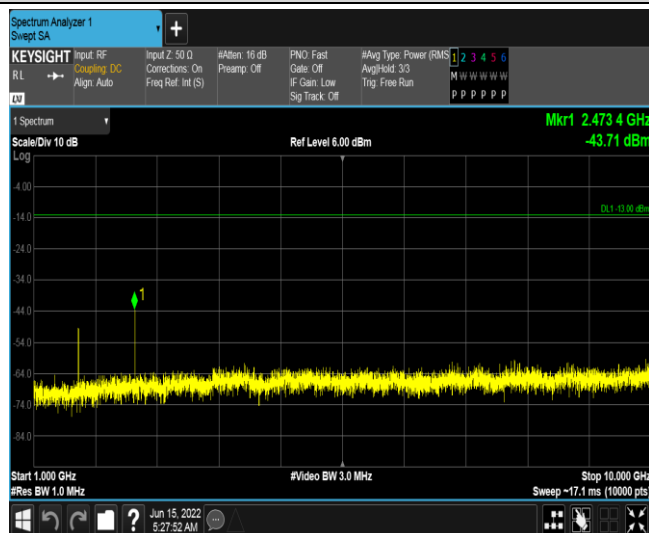 Spectrum Analyzer 1
Swept SA
+
KEYSIGHT
RL
LXI
Input: RF
Coupling: DC
Align: Auto
Input Z: 50 Ω
Corrections: On
Freq Ref: Int (S)
#Atten: 16 dB
Preamp: Off
PNO: Fast
Gate: Off
IF Gain: Low
Sig Track: Off
#Avg Type: Power (RMS
Avg|Hold: 3/3
Trig: Free Run
1 2 3 4 5 6
M W W W W W
P P P P P P
1 Spectrum
Mkr1 2.473 4 GHz
-43.71 dBm
Scale/Div 10 dB
Ref Level 6.00 dBm
Log
-4.00
DL1 -13.00 dBm
-14.0
-24.0
-34.0
1
-44.0
-54.0
-64.0
-74.0
-84.0
Start 1.000 GHz
#Video BW 3.0 MHz
Stop 10.000 GHz
#Res BW 1.0 MHz
Sweep ~17.1 ms (10000 pts)
?
Jun 15, 2022
5:27:52 AM